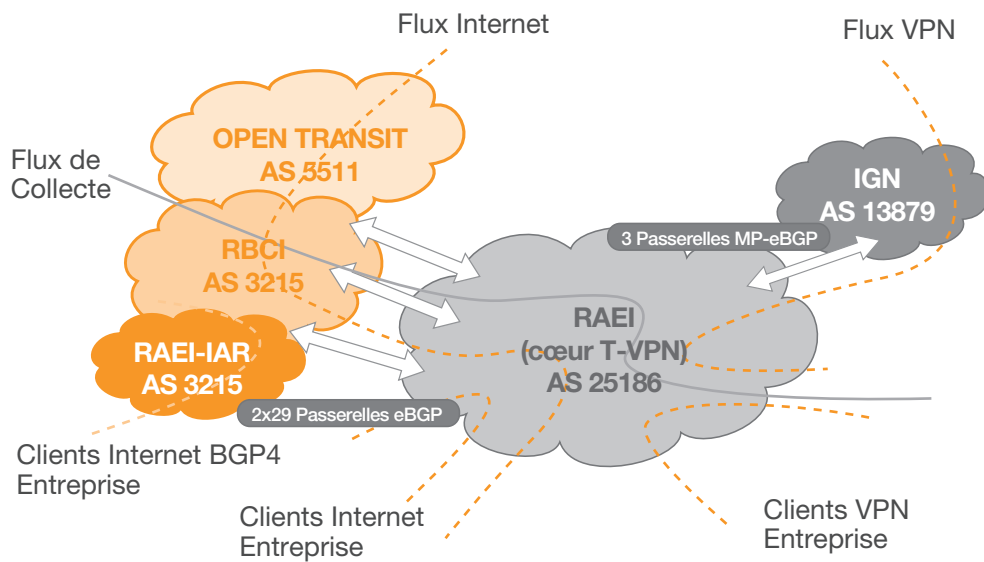 Flux Internet
Flux VPN
OPEN TRANSIT
AS 5511
Flux de
Collecte
IGN
AS 13879
3 Passerelles MP-eBGP
RBCI
AS 3215
RAEI
(cœur T-VPN)
AS 25186
RAEI-IAR
AS 3215
2x29 Passerelles eBGP
Clients Internet BGP4
Entreprise
Clients Internet
Entreprise
Clients VPN
Entreprise